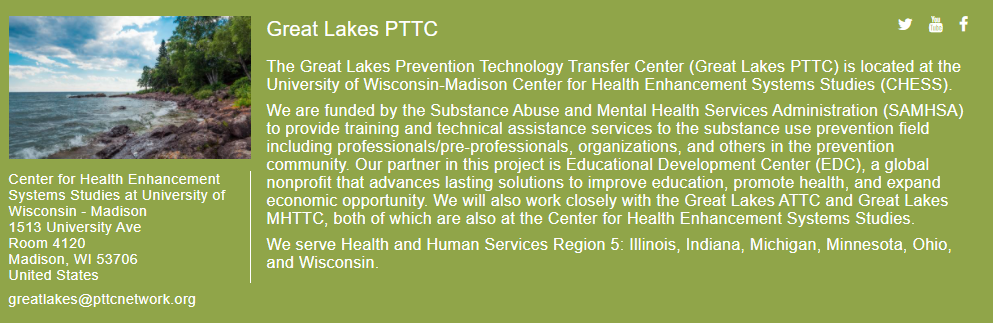 Great Lakes PTTC
The Great Lakes Prevention Technology Transfer Center (Great Lakes PTTC) is located at the
University of Wisconsin-Madison Center for Health Enhancement Systems Studies (CHESS).
We are funded by the Substance Abuse and Mental Health Services Administration (SAMHSA)
to provide training and technical assistance services to the substance use prevention field
including professionals/pre-professionals, organizations, and others in the prevention
community. Our partner in this project is Educational Development Center (EDC), a global
nonprofit that advances lasting solutions to improve education, promote health, and expand
economic opportunity. We will also work closely with the Great Lakes ATTC and Great Lakes
MHTTC, both of which are also at the Center for Health Enhancement Systems Studies.
We serve Health and Human Services Region 5: Illinois, Indiana, Michigan, Minnesota, Ohio,
and Wisconsin.
Center for Health Enhancement
Systems Studies at University of
Wisconsin - Madison
1513 University Ave
Room 4120
Madison, WI 53706
United States
greatlakes@pttcnetwork.org
You
Tube